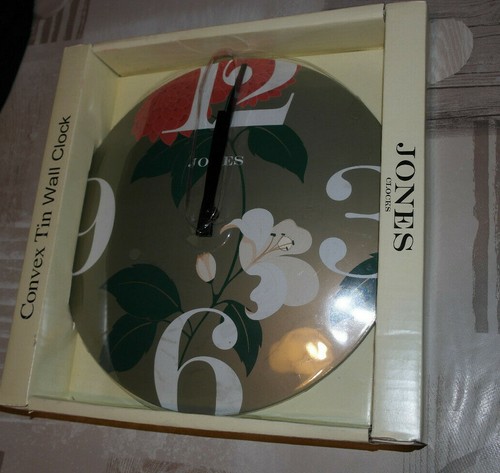 Convex Tin Wall Clock
12
JONES
9
3
6
JONES
CLOCKS